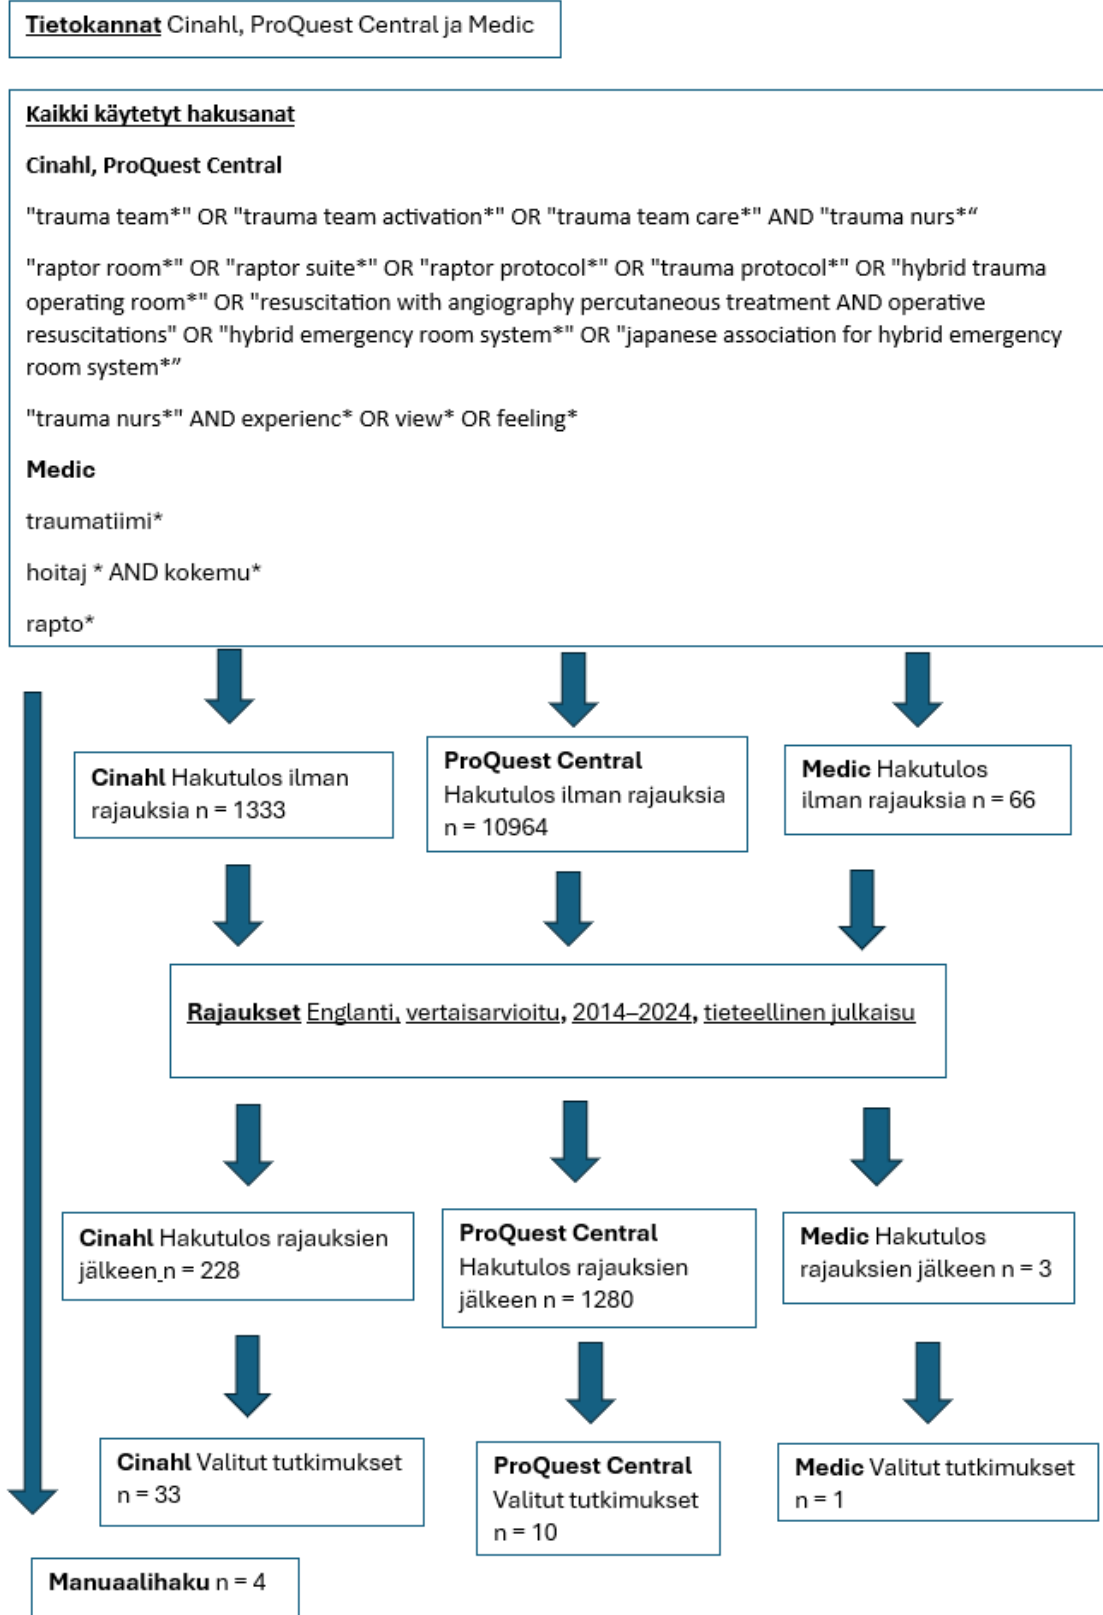 Tietokannat Cinahl, ProQuest Central ja Medic
Kaikki käytetyt hakusanat
Cinahl, ProQuest Central
"trauma team*" OR "trauma team activation*" OR "trauma team care*" AND "trauma nurs*“
"raptor room*" OR "raptor suite*" OR "raptor protocol*" OR "trauma protocol*" OR "hybrid trauma
operating room*" OR "resuscitation with angiography percutaneous treatment AND operative
resuscitations" OR "hybrid emergency room system*" OR "japanese association for hybrid emergency
room system*”
"trauma nurs*" AND experienc* OR view* OR feeling*
Medic
traumatiimi*
hoitaj * AND kokemu*
rapto*
Cinahl Hakutulos ilman
rajauksia n = 1333
ProQuest Central
Hakutulos ilman rajauksia
n = 10964
Medic Hakutulos
ilman rajauksia n = 66
Rajaukset Englanti, vertaisarvioitu, 2014–2024, tieteellinen julkaisu
Cinahl Hakutulos rajauksien
jälkeen n = 228
ProQuest Central
Hakutulos rajauksien
jälkeen n = 1280
Medic Hakutulos
rajauksien jälkeen n = 3
Cinahl Valitut tutkimukset
n = 33
ProQuest Central
Valitut tutkimukset
n = 10
Medic Valitut tutkimukset
n = 1
Manuaalihaku n = 4